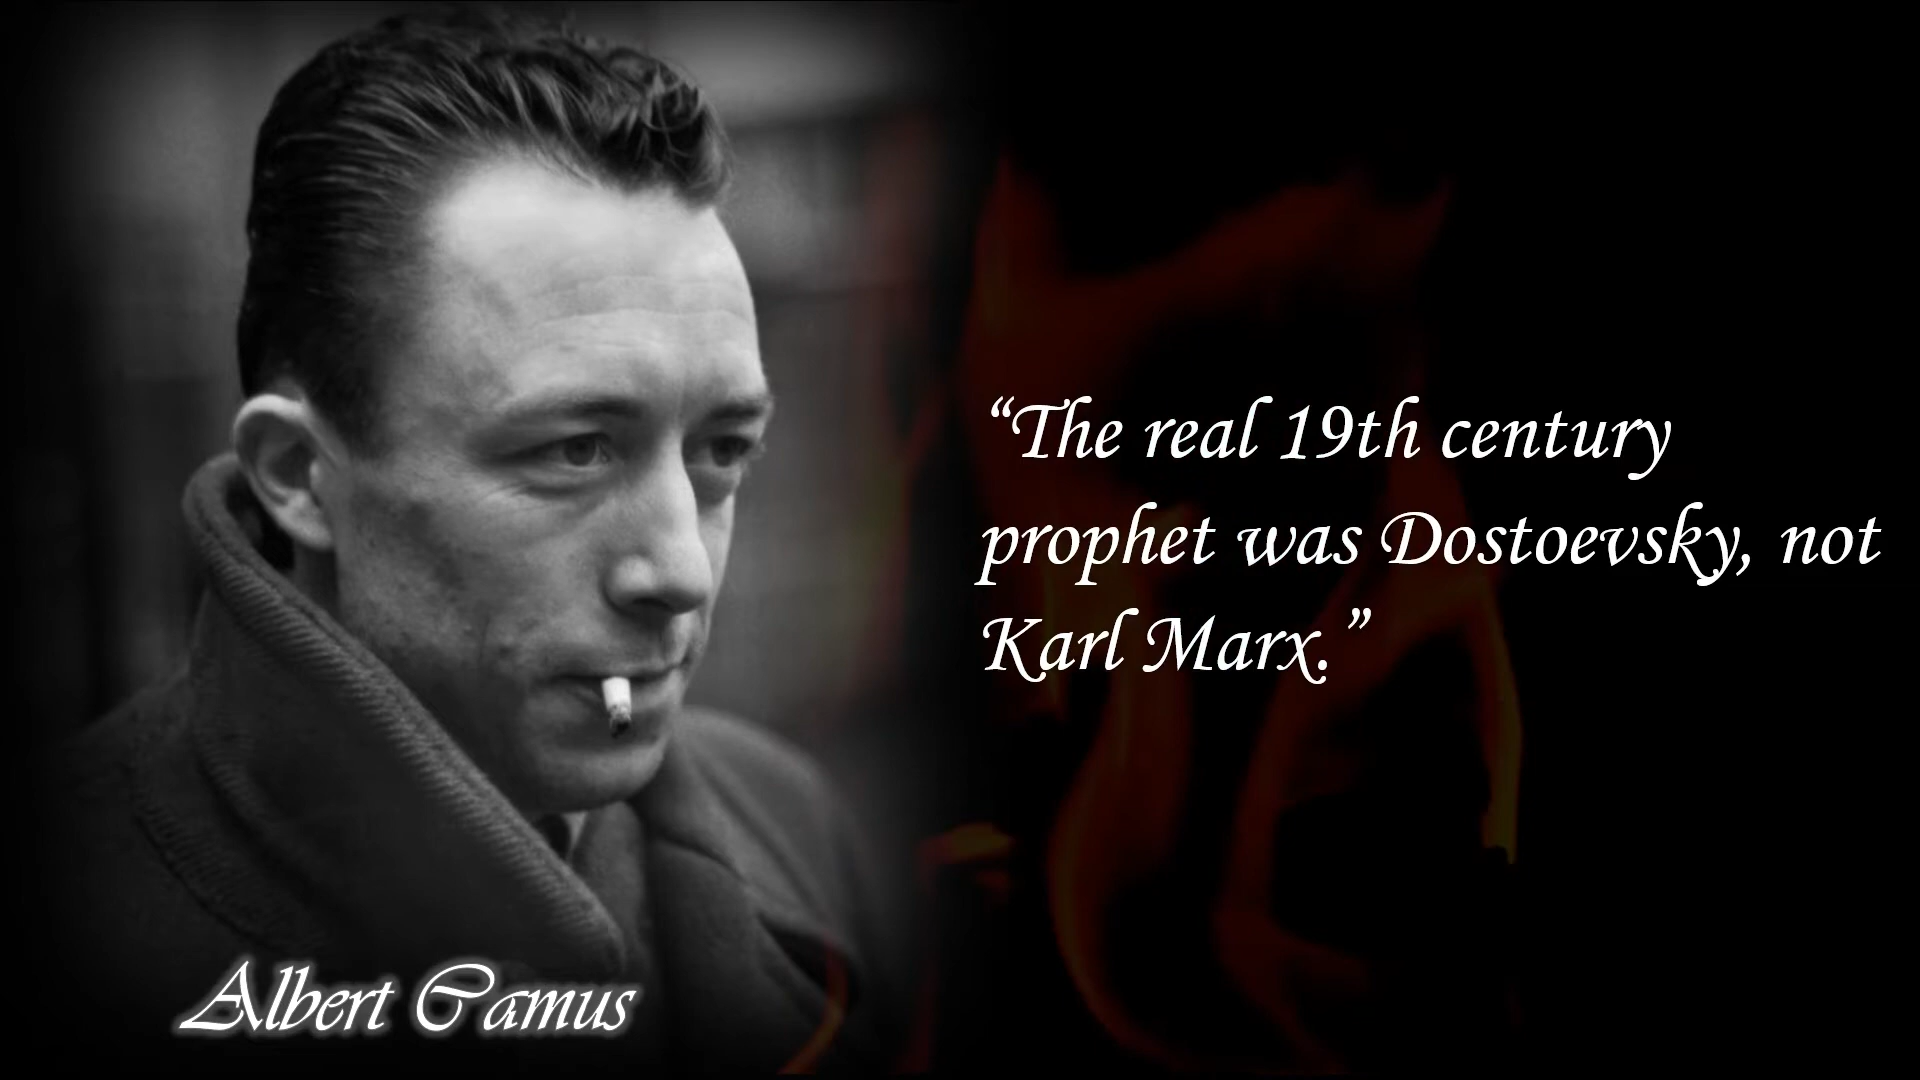 “The real 19th century
prophet was Dostoevsky, not
Karl Marx.”
Albert Camus